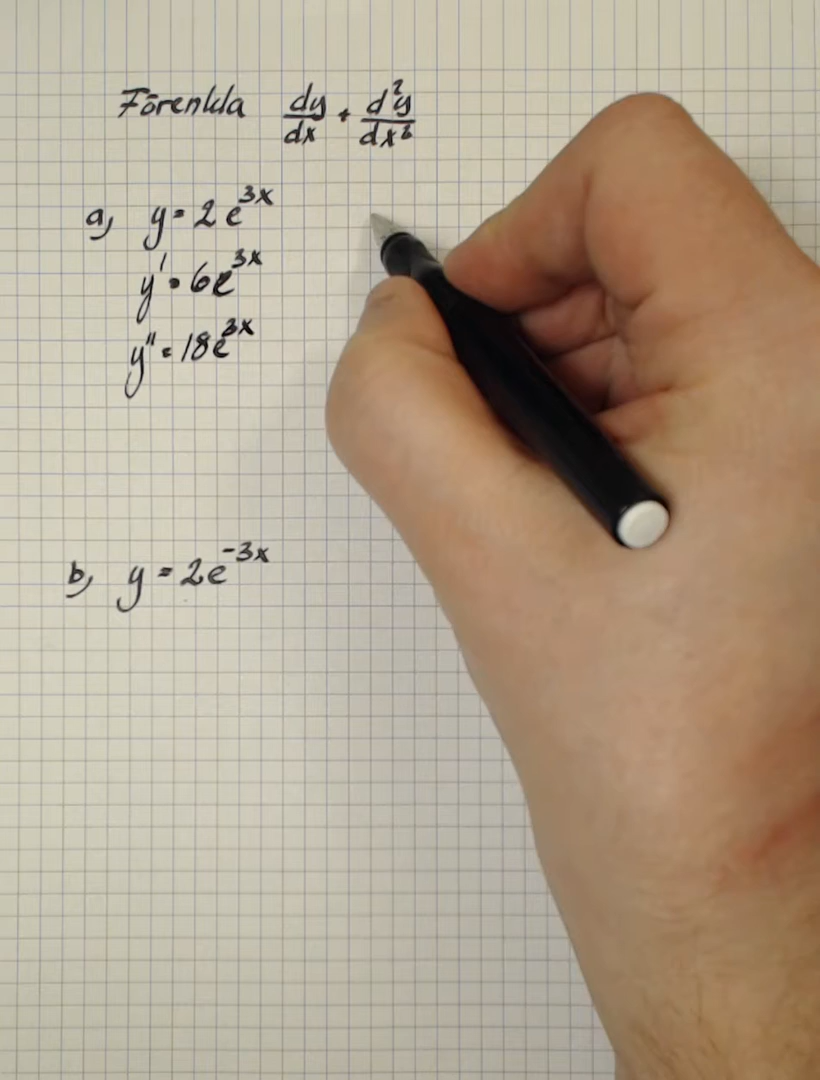 Förenkla dy/dx + d²y/dx²
a) y = 2e^3x
y' = 6e^3x
y'' = 18e^3x
b) y = 2e^-3x